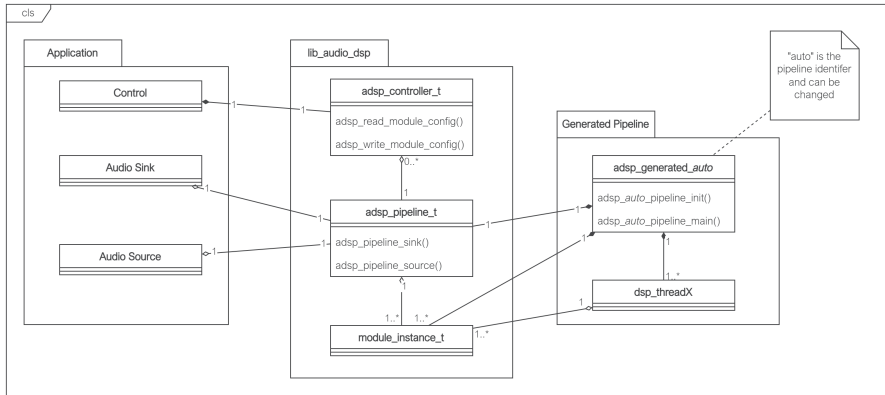 cls
Application
Control
Audio Sink
Audio Source
1
1
1
lib_audio_dsp
adsp_controller_t
adsp_read_module_config()
adsp_write_module_config()
1
0..*
1
adsp_pipeline_t
adsp_pipeline_sink()
adsp_pipeline_source()
1
1
1
1
1..*
1..*
module_instance_t
1..*
Generated Pipeline
adsp_generated_auto
adsp_auto_pipeline_init()
adsp_auto_pipeline_main()
1
1
1
1..*
dsp_threadX
1
"auto" is the
pipeline identifer
and can be
changed